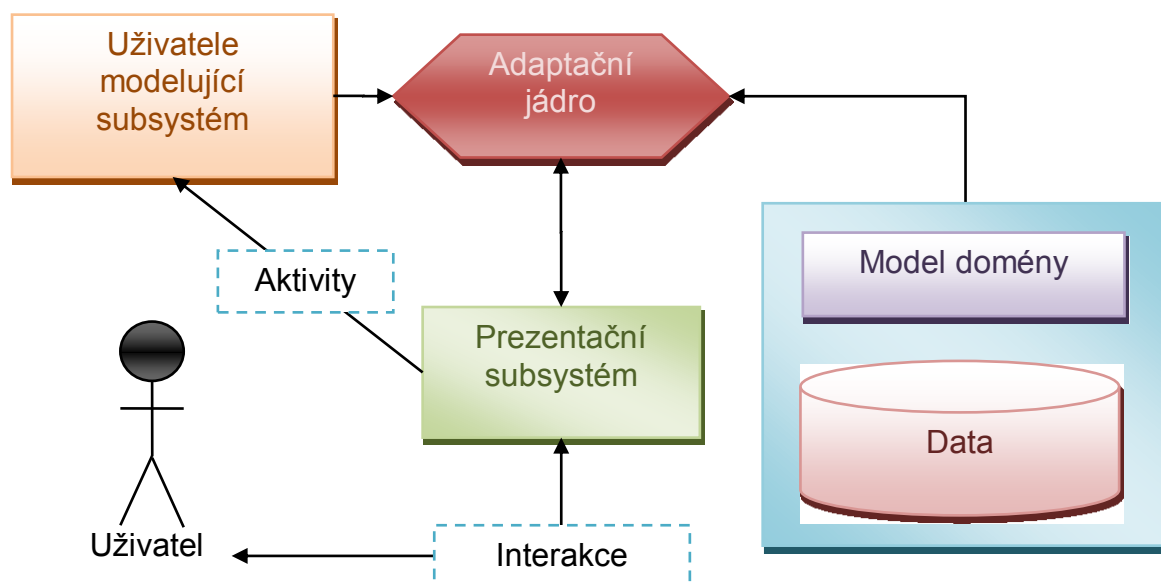 Uživatele
modelující
subsystém
Adaptační
jádro
Model domény
Aktivity
Prezentační
subsystém
Data
Uživatel
Interakce